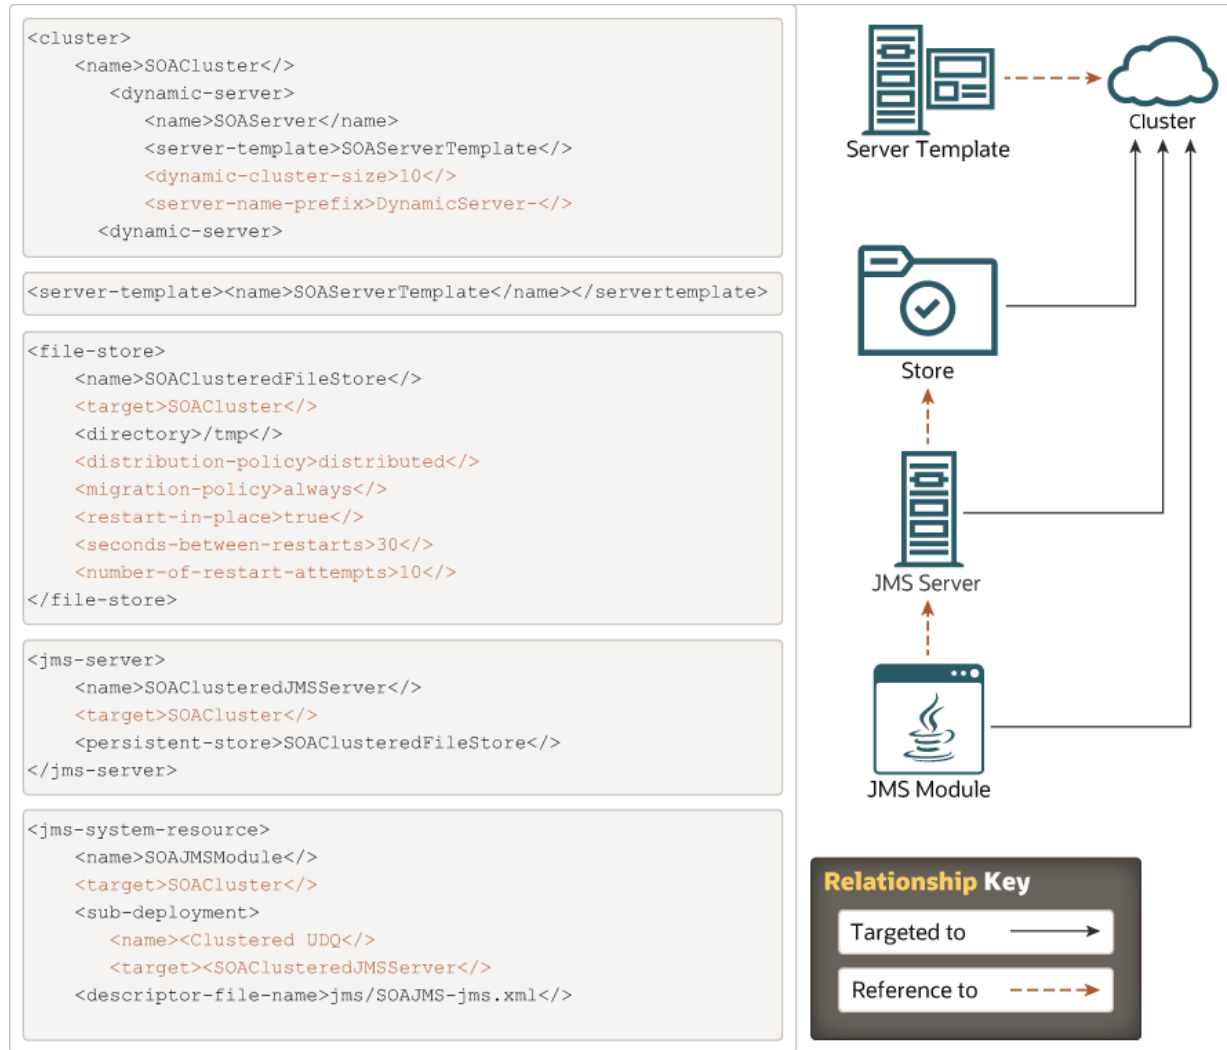 <cluster>
<name>SOACluster</>
<dynamic-server>
<name>SOAServer</name>
<server-template>SOAServerTemplate</>
<dynamic-cluster-size>10</>
<server-name-prefix>DynamicServer-</>
<dynamic-server>
<server-template><name>SOAServerTemplate</name></servertemplate>
<file-store>
<name>SOAClusteredFileStore</>
<target>SOACluster</>
<directory>/tmp</>
<distribution-policy>distributed</>
<migration-policy>always</>
<restart-in-place>true</>
<seconds-between-restarts>30</>
<number-of-restart-attempts>10</>
</file-store>
<jms-server>
<name>SOAClusteredJMSServer</>
<target>SOACluster</>
<persistent-store>SOAClusteredFileStore</>
</jms-server>
<jms-system-resource>
<name>SOAJMSModule</>
<target>SOACluster</>
<sub-deployment>
<name><Clustered UDQ</>
<target><SOAClusteredJMSServer</>
<descriptor-file-name>jms/SOAJMS-jms.xml</>
Server Template
Cluster
Store
JMS Server
JMS Module
Relationship Key
Targeted to
Reference to